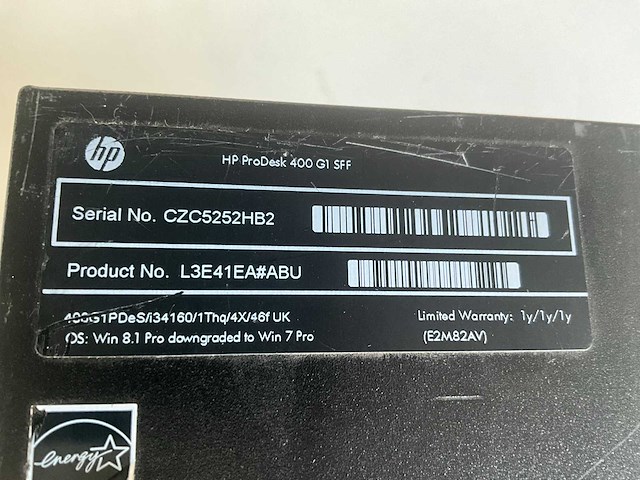 hp
HP ProDesk 400 G1 SFF
Serial No. CZC5252HB2
Product No. L3E41EA#ABU
400G1PDeS/i34160/1Thq/4X/46f UK
Limited Warranty: 1y/1y/1y
OS: Win 8.1 Pro downgraded to Win 7 Pro
(E2M82AV)
energy